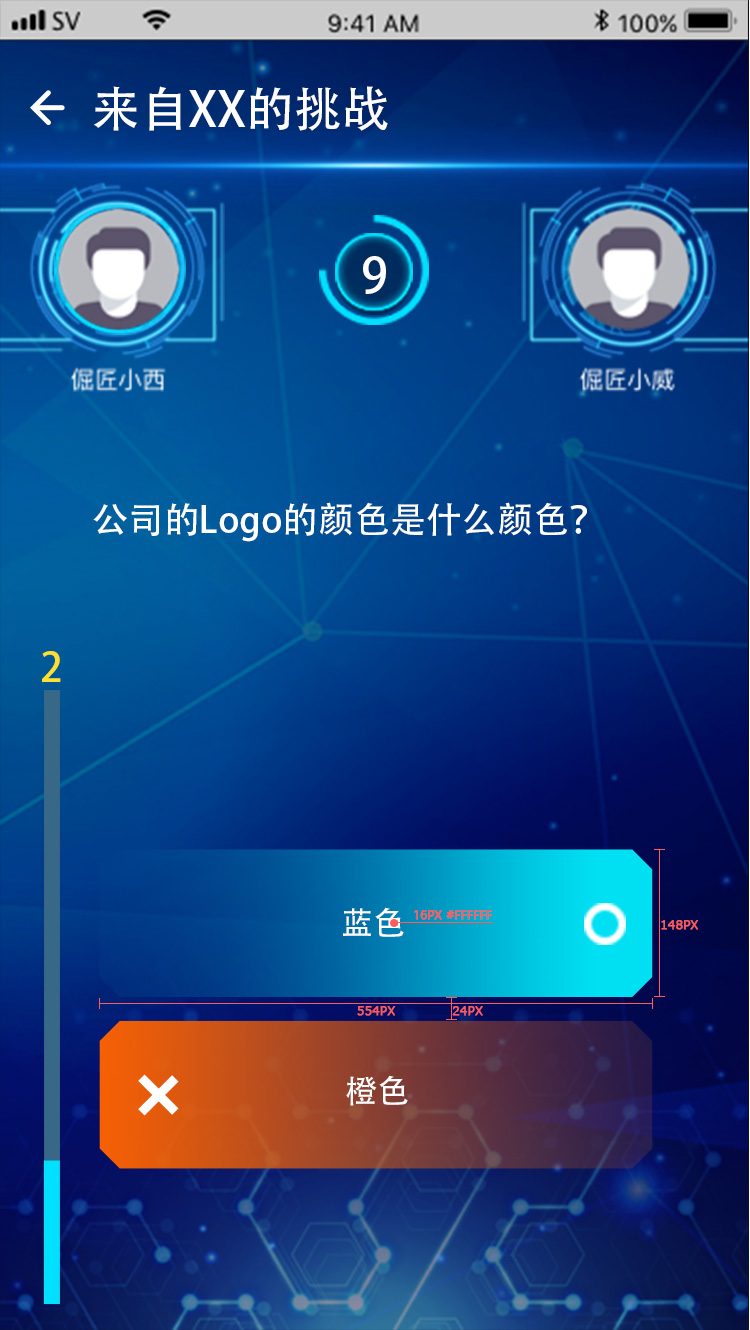 SV 9:41 AM 100%
来自XX的挑战
9
倔匠小西 倔匠小威
公司的Logo的颜色是什么颜色?
2
蓝色 16PX #FFFFFF
148PX
554PX 24PX
橙色